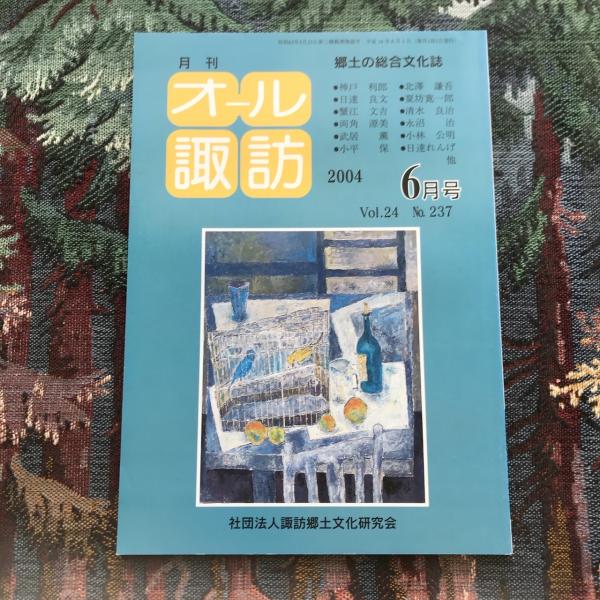 月刊
オール
諏訪
郷土の総合文化誌
●神戸 利郎 ●北澤 謙吾
●日達 良文 ●夏坊寛一郎
●蟹江 文吉 ●清水 良治
●両角 源美 ●永沼 治
●武居 薫 ●小林 公明
●小平 保 ●日達れんげ
他
2004
6月号
Vol.24 No.237
社団法人諏訪郷土文化研究会